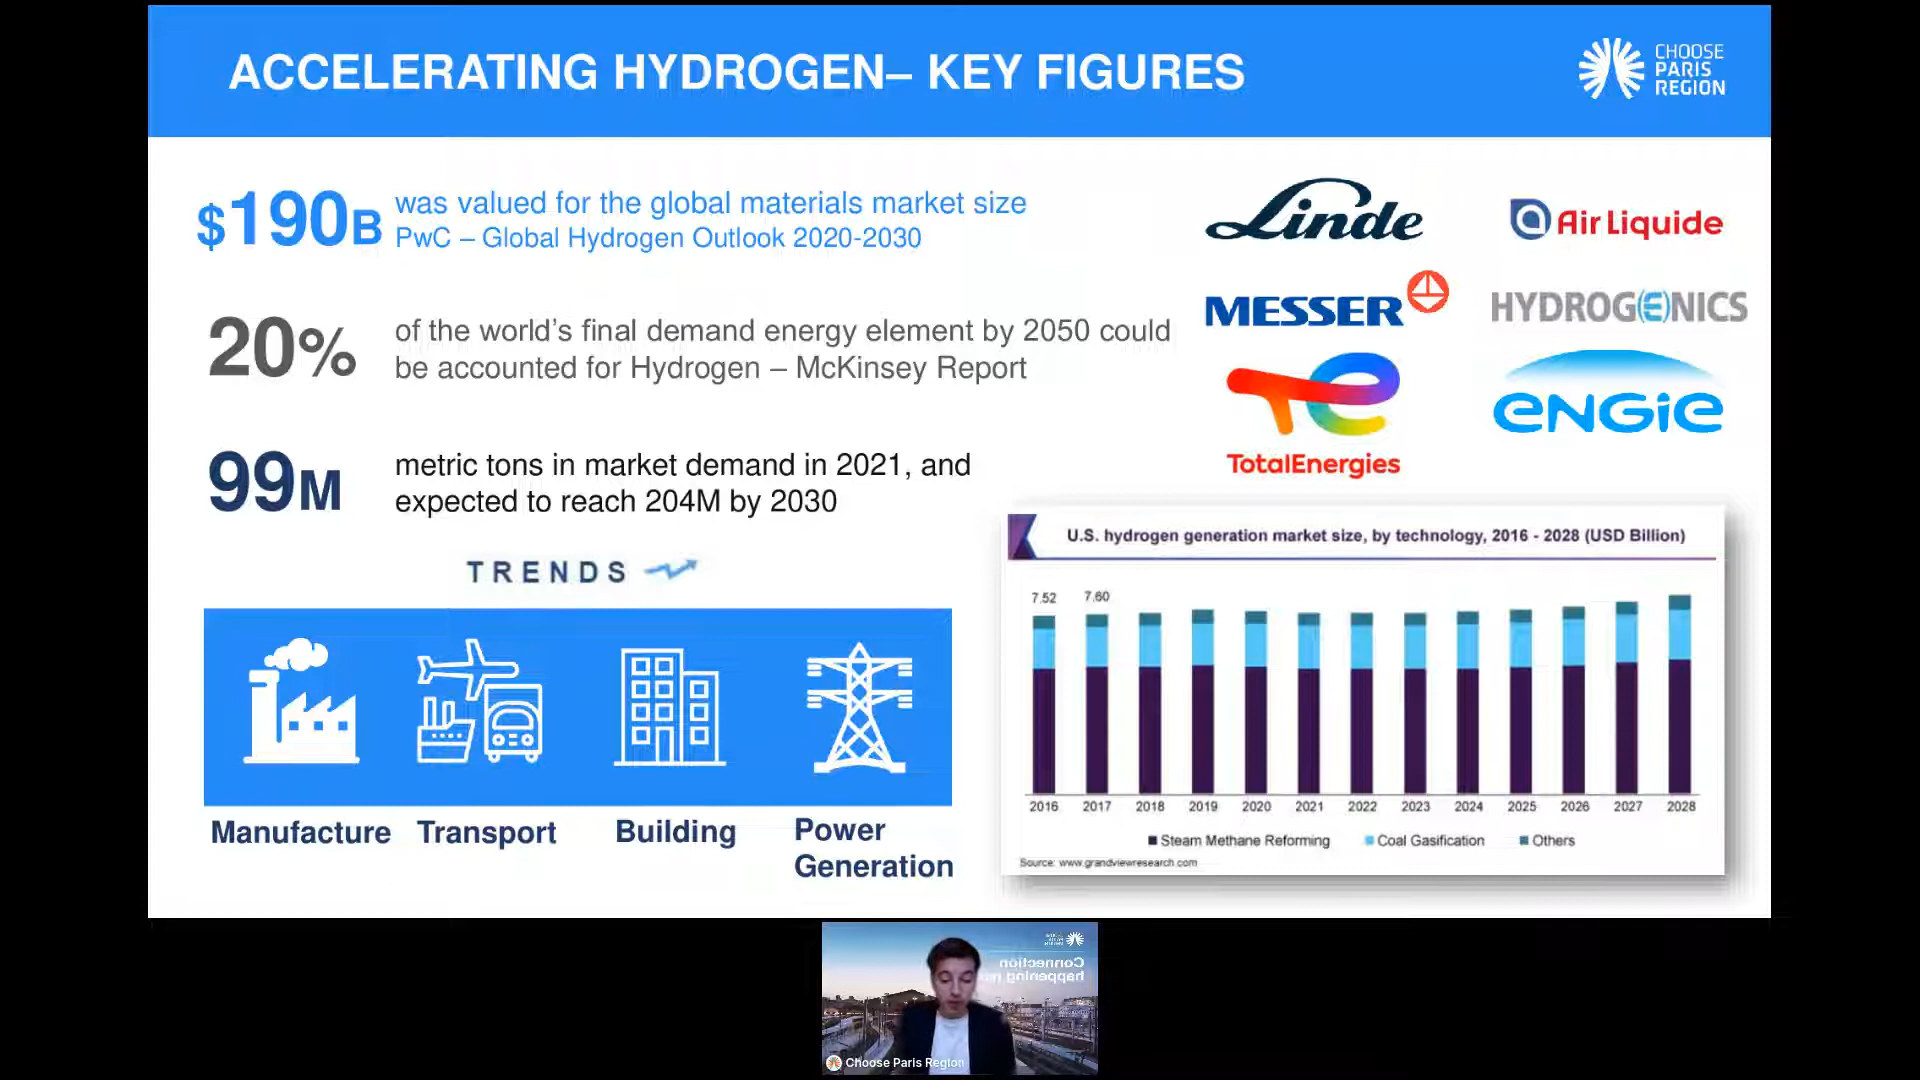 ACCELERATING HYDROGEN– KEY FIGURES
CHOOSE
PARIS
REGION
$190B
was valued for the global materials market size
PwC – Global Hydrogen Outlook 2020-2030
20%
of the world’s final demand energy element by 2050 could
be accounted for Hydrogen – McKinsey Report
99M
metric tons in market demand in 2021, and
expected to reach 204M by 2030
Linde
Air Liquide
MESSER
HYDROGENICS
TotalEnergies
ENGIE
TRENDS
Manufacture
Transport
Building
Power
Generation
U.S. hydrogen generation market size, by technology, 2016 - 2028 (USD Billion)
7.52
7.60
2016 2017 2018 2019 2020 2021 2022 2023 2024 2025 2026 2027 2028
Steam Methane Reforming
Coal Gasification
Others
Source: www.grandviewresearch.com
Connection
happening
Choose Paris Region